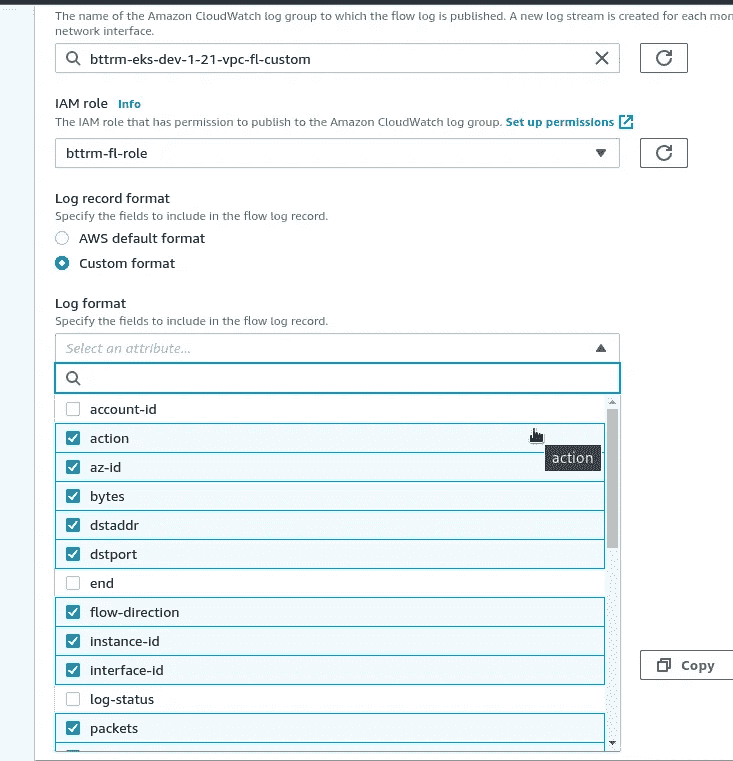 The name of the Amazon CloudWatch log group to which the flow log is published. A new log stream is created for each
network interface.
bttrm-eks-dev-1-21-vpc-fl-custom
IAM role Info
The IAM role that has permission to publish to the Amazon CloudWatch log group. Set up permissions
bttrm-fl-role
Log record format
Specify the fields to include in the flow log record.
AWS default format
Custom format
Log format
Specify the fields to include in the flow log record.
Select an attribute...
account-id
action
action
az-id
bytes
dstaddr
dstport
end
flow-direction
instance-id
interface-id
Copy
log-status
packets